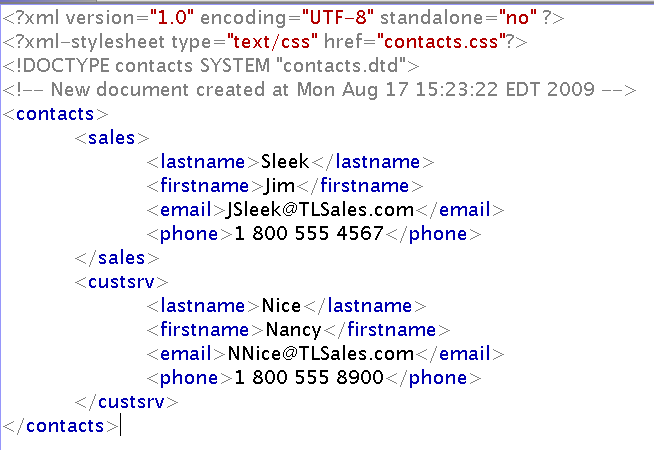 <?xml version="1.0" encoding="UTF-8" standalone="no" ?>
<?xml-stylesheet type="text/css" href="contacts.css"?>
<!DOCTYPE contacts SYSTEM "contacts.dtd">
<!-- New document created at Mon Aug 17 15:23:22 EDT 2009 -->
<contacts>
<sales>
<lastname>Sleek</lastname>
<firstname>Jim</firstname>
<email>JSleek@TLSales.com</email>
<phone>1 800 555 4567</phone>
</sales>
<custsrv>
<lastname>Nice</lastname>
<firstname>Nancy</firstname>
<email>NNice@TLSales.com</email>
<phone>1 800 555 8900</phone>
</custsrv>
</contacts>